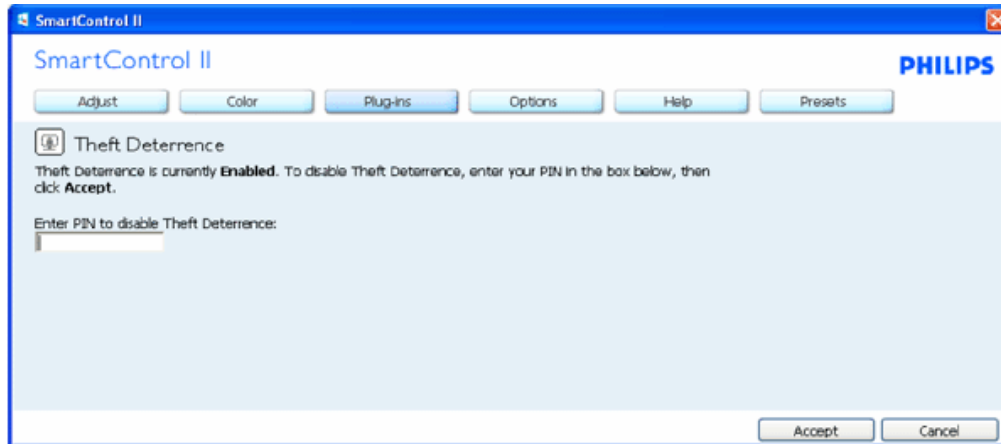 SmartControl II
SmartControl II
PHILIPS
Adjust Color Plug-ins Options Help Presets
Theft Deterrence
Theft Deterrence is currently Enabled. To disable Theft Deterrence, enter your PIN in the box below, then
click Accept.
Enter PIN to disable Theft Deterrence:
Accept Cancel